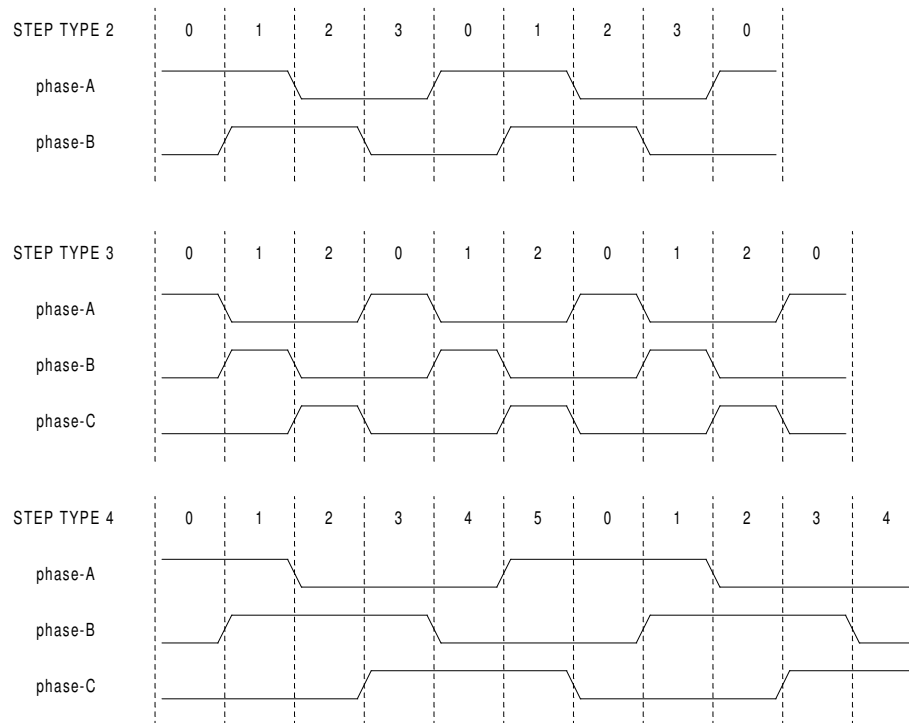 STEP TYPE 2 0 1 2 3 0 1 2 3 0
phase-A
phase-B
STEP TYPE 3 0 1 2 0 1 2 0 1 2 0
phase-A
phase-B
phase-C
STEP TYPE 4 0 1 2 3 4 5 0 1 2 3 4
phase-A
phase-B
phase-C